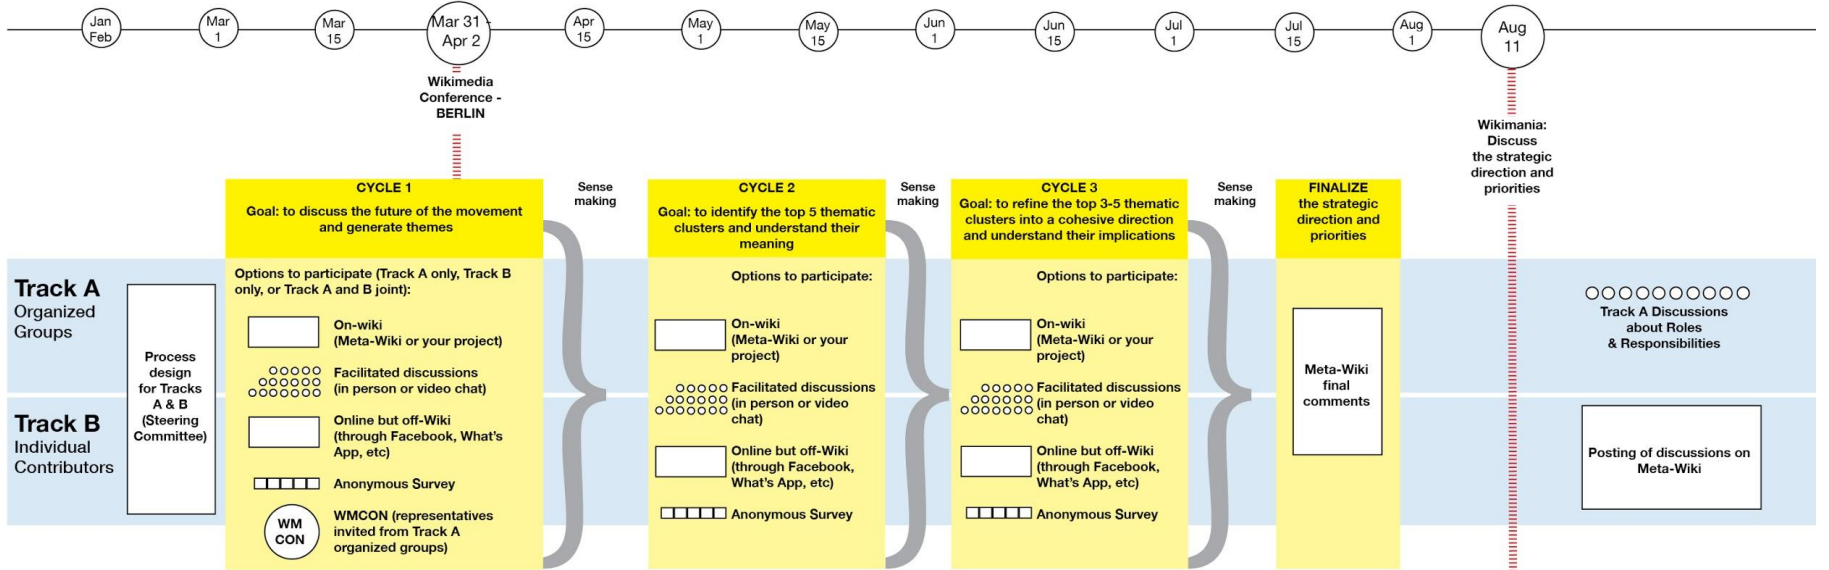 Jan
Feb
Mar
1
Mar
15
Mar 31 -
Apr 2
Apr
15
May
1
May
15
Jun
1
Jun
15
Jul
1
Jul
15
Aug
1
Aug
11
Wikimedia
Conference -
BERLIN
Wikimania:
Discuss
the strategic
direction and
priorities
CYCLE 1
Goal: to discuss the future of the movement
and generate themes
Sense
making
CYCLE 2
Goal: to identify the top 5 thematic
clusters and understand their
meaning
Sense
making
CYCLE 3
Goal: to refine the top 3-5 thematic
clusters into a cohesive direction
and understand their implications
Sense
making
FINALIZE
the strategic
direction and
priorities
Track A
Organized
Groups
Track B
Individual
Contributors
Process
design
for Tracks
A & B
(Steering
Committee)
Options to participate (Track A only, Track B
only, or Track A and B joint):
On-wiki
(Meta-Wiki or your project)
Facilitated discussions
(in person or video chat)
Online but off-Wiki
(through Facebook, What's
App, etc)
Anonymous Survey
WM
CON
WMCON (representatives
invited from Track A
organized groups)
Options to participate:
On-wiki
(Meta-Wiki or your
project)
Facilitated discussions
(in person or video
chat)
Online but off-Wiki
(through Facebook,
What's App, etc)
Anonymous Survey
Options to participate:
On-wiki
(Meta-Wiki or your
project)
Facilitated discussions
(in person or video
chat)
Online but off-Wiki
(through Facebook,
What's App, etc)
Anonymous Survey
Meta-Wiki
final
comments
Track A Discussions
about Roles
& Responsibilities
Posting of discussions on
Meta-Wiki